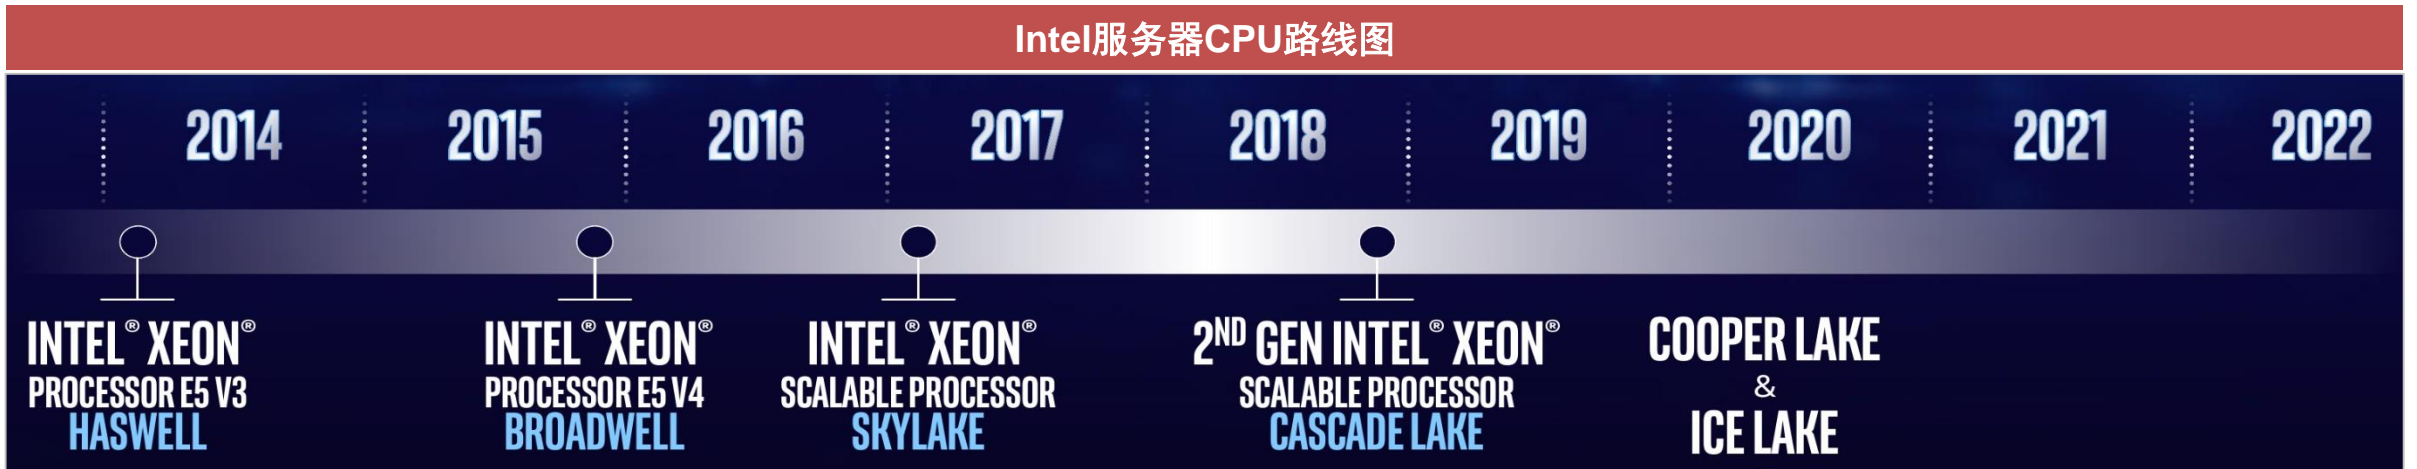 Intel服务器CPU路线图
2014 2015 2016 2017 2018 2019 2020 2021 2022
INTEL® XEON®
PROCESSOR E5 V3
HASWELL
INTEL® XEON®
PROCESSOR E5 V4
BROADWELL
INTEL® XEON®
SCALABLE PROCESSOR
SKYLAKE
2ND GEN INTEL® XEON®
SCALABLE PROCESSOR
CASCADE LAKE
COOPER LAKE
&
ICE LAKE